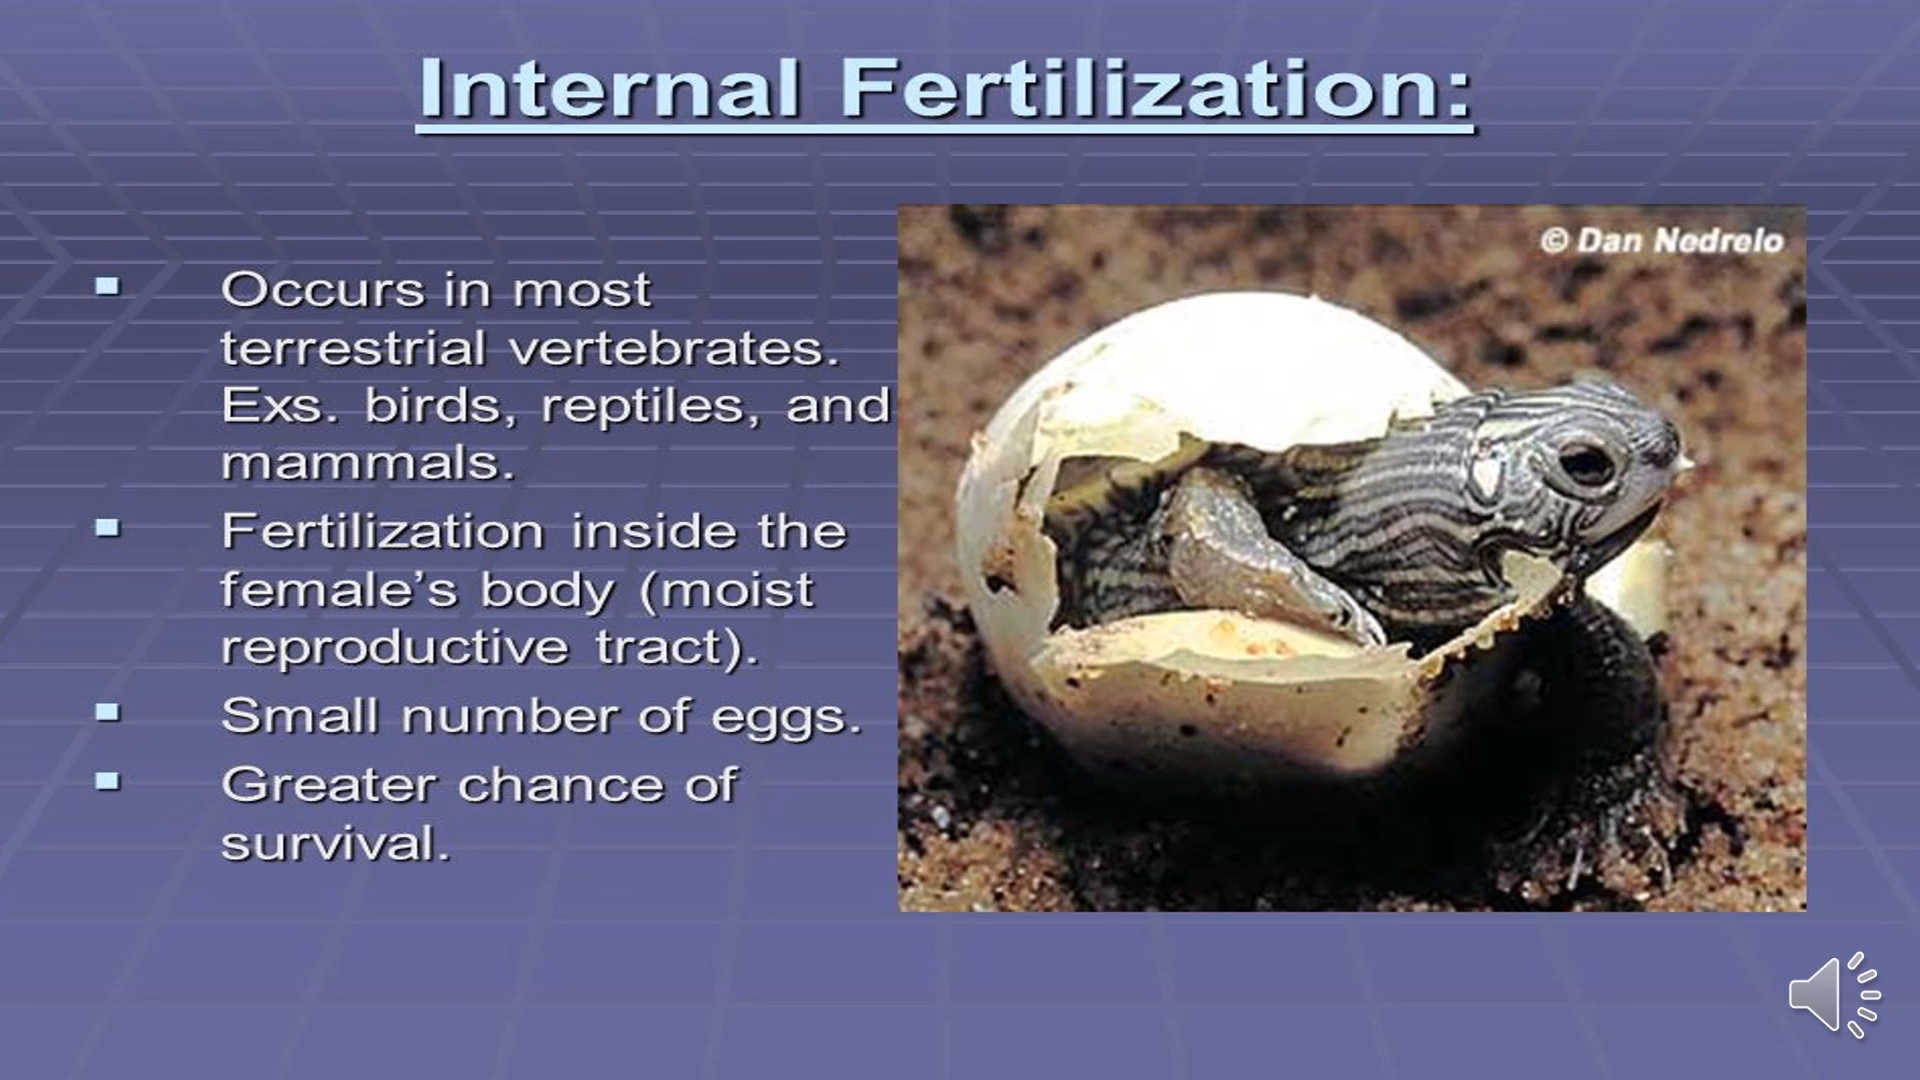 Internal Fertilization:
© Dan Nedrelo
Occurs in most
terrestrial vertebrates.
Exs. birds, reptiles, and
mammals.
Fertilization inside the
female’s body (moist
reproductive tract).
Small number of eggs.
Greater chance of
survival.